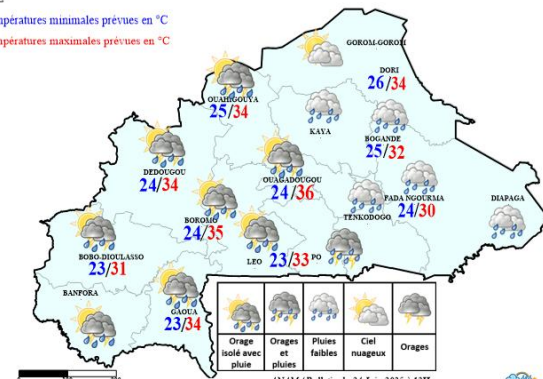 mpératures minimales prévues en °C
mpératures maximales prévues en °C
GOROM-GOROM
DORI
26/34
OUAHIGOUYA
25/34
KAYA
BOGANDE
25/32
DEDOUGOU
24/34
OUAGADOUGOU
24/36
FADA NGOURMA
24/30
DIAPAGA
TENKODOGO
BOROMO
24/35
BOBO-DIOULASSO
23/31
LEO
23/33
PO
BANFORA
GAOUA
23/34
Orage isolé avec pluie
Orages et pluies
Pluies faibles
Ciel nuageux
Orages